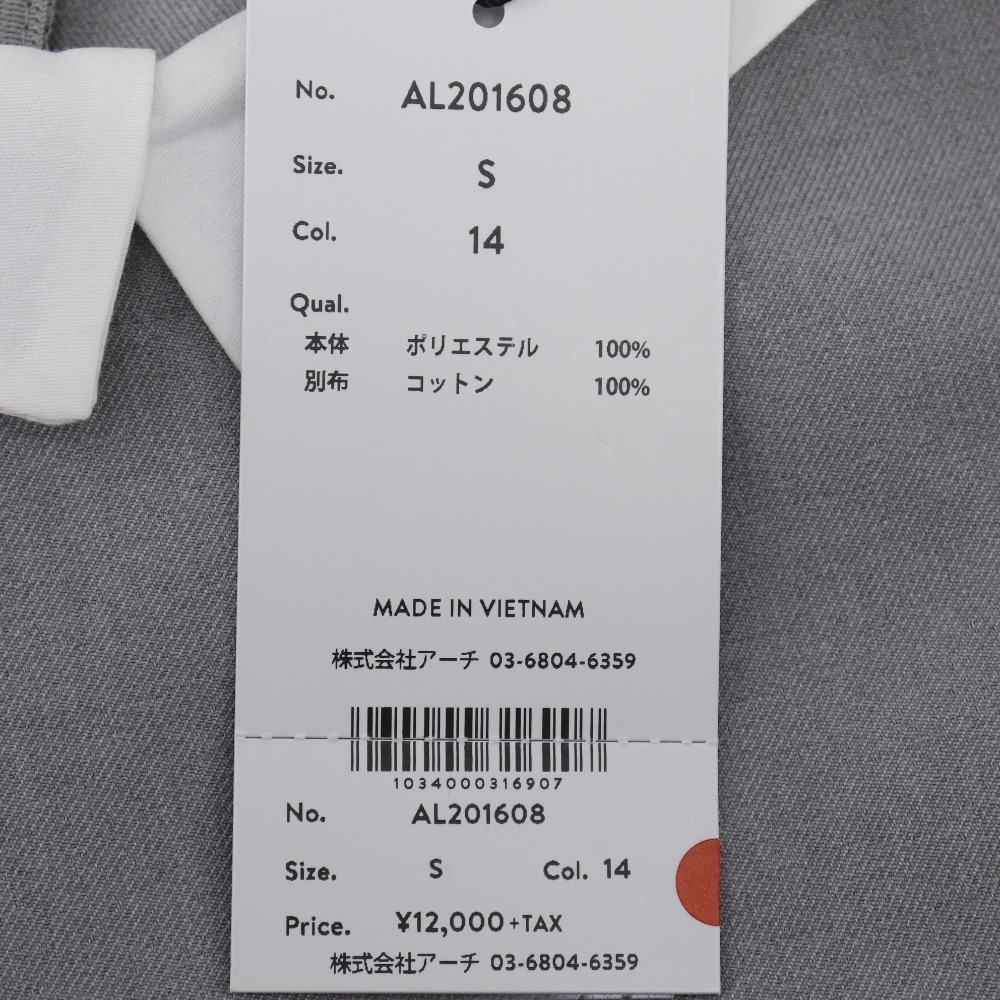 No. AL201608
Size. S
Col. 14
Qual.
本体 ポリエステル 100%
別布 コットン 100%
MADE IN VIETNAM
株式会社アーチ 03-6804-6359
1034000316907
No. AL201608
Size. S Col. 14
Price. ¥12,000+TAX
株式会社アーチ 03-6804-6359